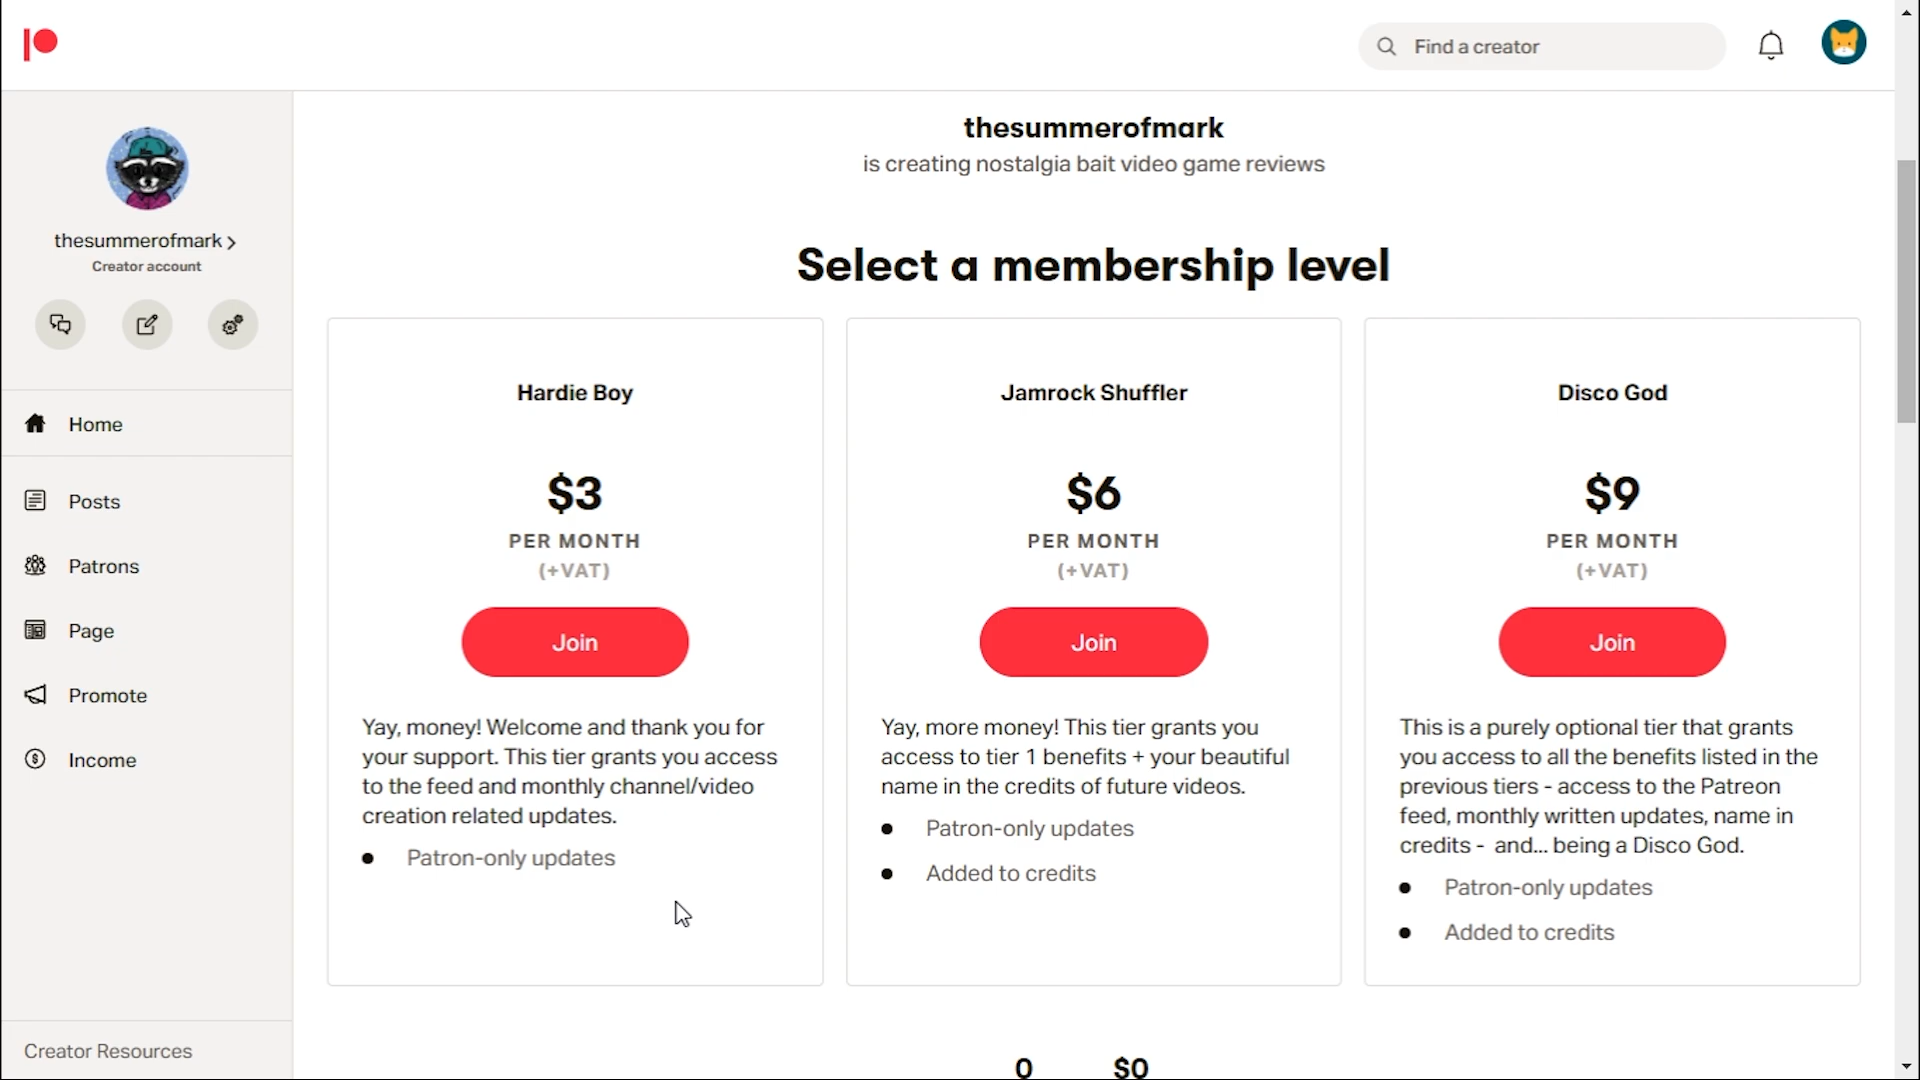 Find a creator
thesummerofmark
Creator account
Home
Posts
Patrons
Page
Promote
Income
Creator Resources
thesummerofmark
is creating nostalgia bait video game reviews
Select a membership level
Hardie Boy
$3
PER MONTH
(+VAT)
Join
Yay, money! Welcome and thank you for
your support. This tier grants you access
to the feed and monthly channel/video
creation related updates.
Patron-only updates
Jamrock Shuffler
$6
PER MONTH
(+VAT)
Join
Yay, more money! This tier grants you
access to tier 1 benefits + your beautiful
name in the credits of future videos.
Patron-only updates
Added to credits
Disco God
$9
PER MONTH
(+VAT)
Join
This is a purely optional tier that grants
you access to all the benefits listed in the
previous tiers - access to the Patreon
feed, monthly written updates, name in
credits - and... being a Disco God.
Patron-only updates
Added to credits
0 $0